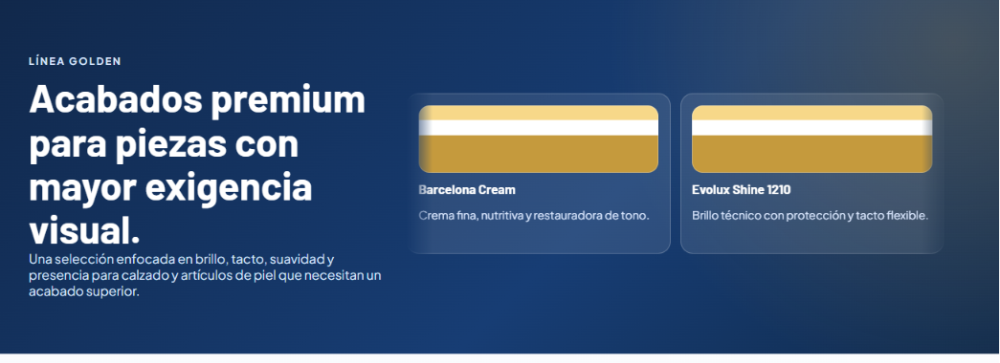 LÍNEA GOLDEN
Acabados premium
para piezas con
mayor exigencia
visual.
Una selección enfocada en brillo, tacto, suavidad y
presencia para calzado y artículos de piel que necesitan un
acabado superior.
Barcelona Cream
Crema fina, nutritiva y restauradora de tono.
Evolux Shine 1210
Brillo técnico con protección y tacto flexible.